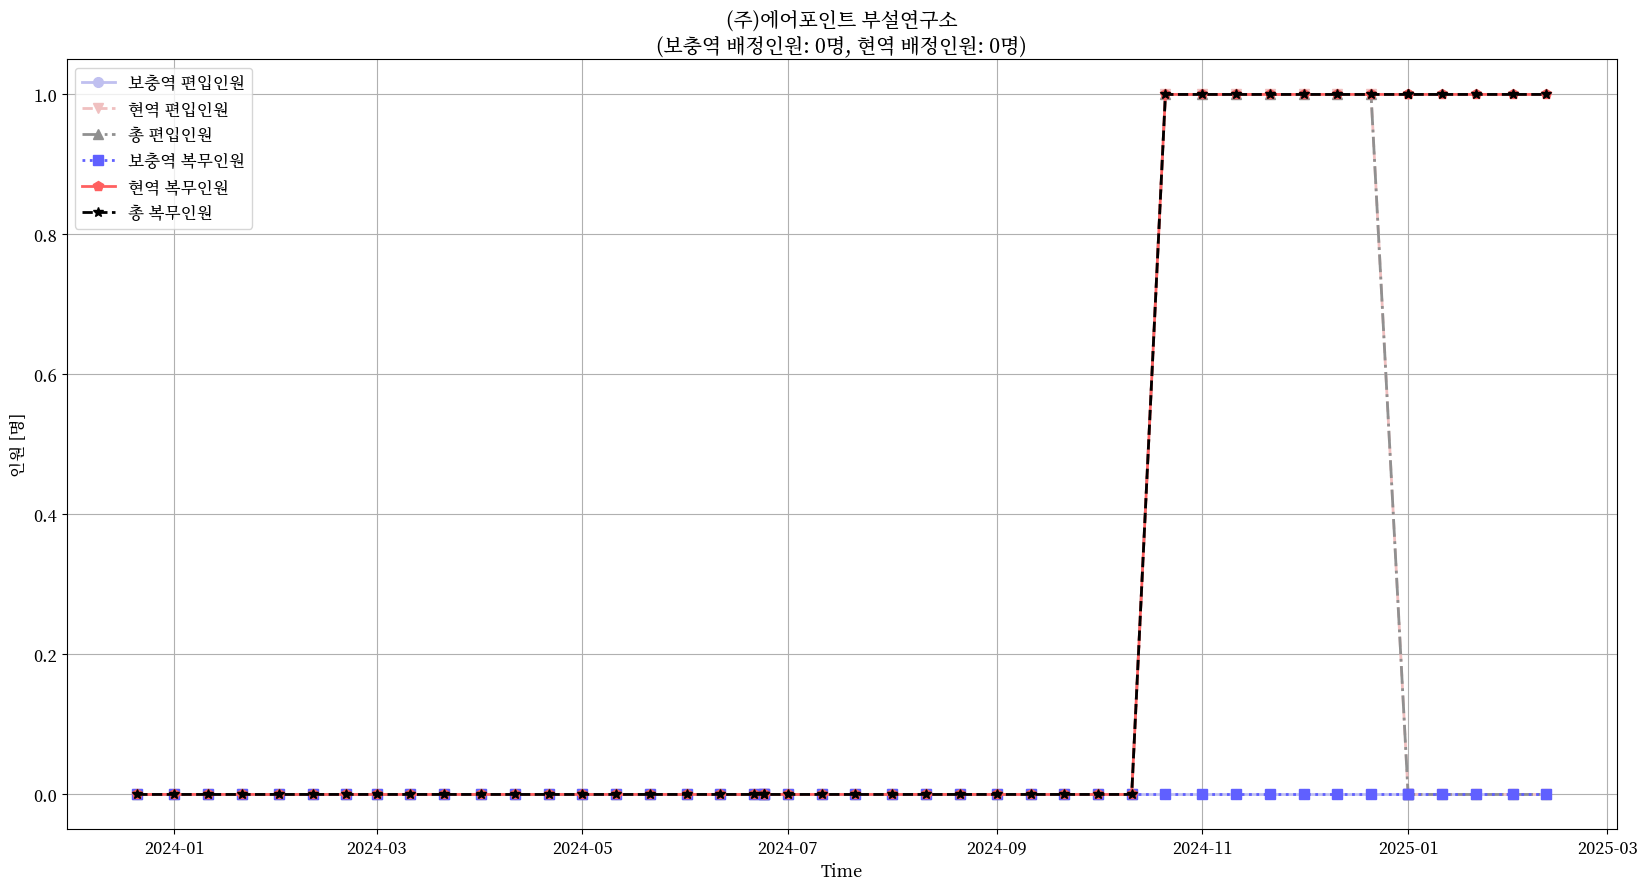 (주)에어포인트 부설연구소
(보충역 배정인원: 0명, 현역 배정인원: 0명)
보충역 편입인원
현역 편입인원
총 편입인원
보충역 복무인원
현역 복무인원
총 복무인원
1.0
0.8
0.6
0.4
0.2
0.0
인원 [명]
2024-01
2024-03
2024-05
2024-07
2024-09
2024-11
2025-01
2025-03
Time